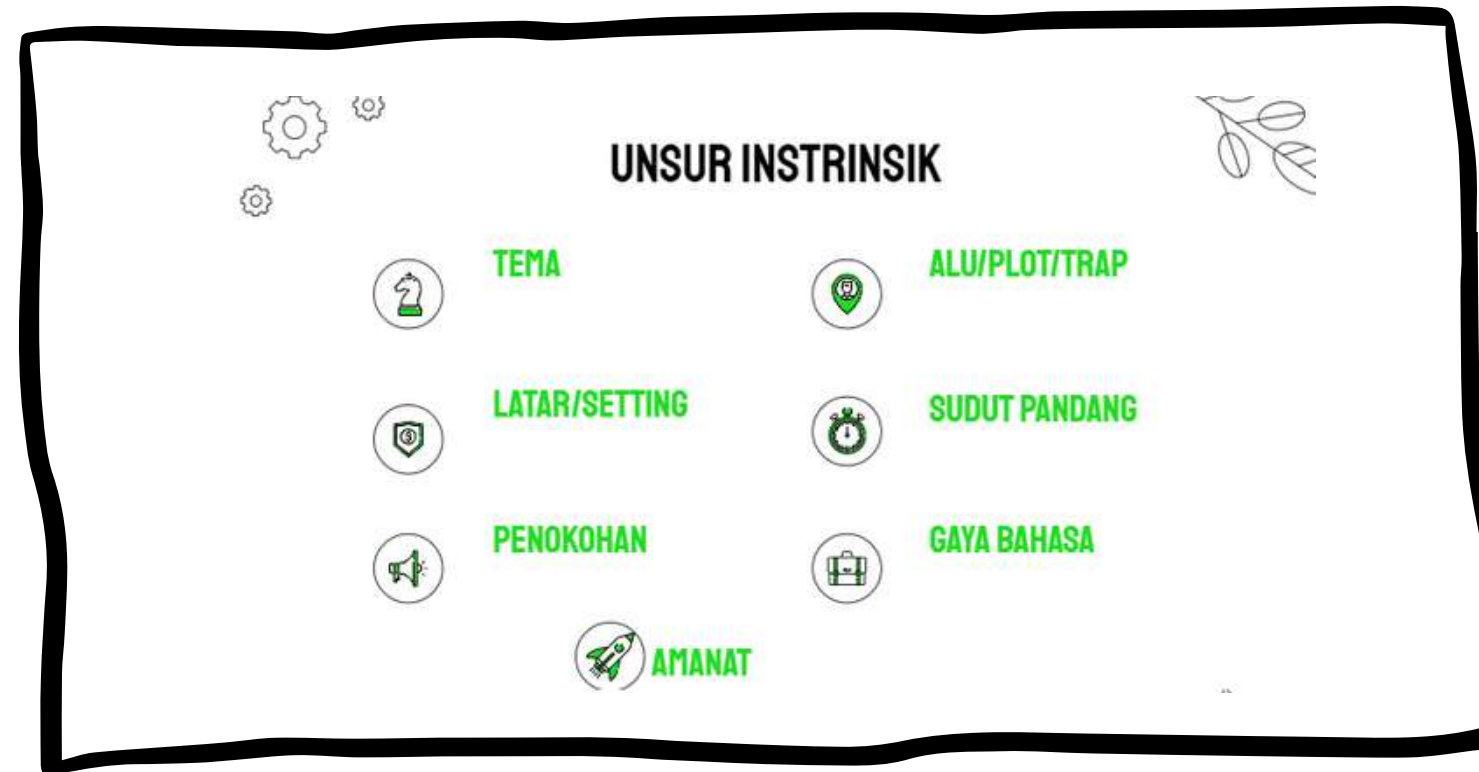 UNSUR INSTRINSIK
TEMA
ALU/PLOT/TRAP
LATAR/SETTING
SUDUT PANDANG
PENOKOHAN
GAYA BAHASA
AMANAT